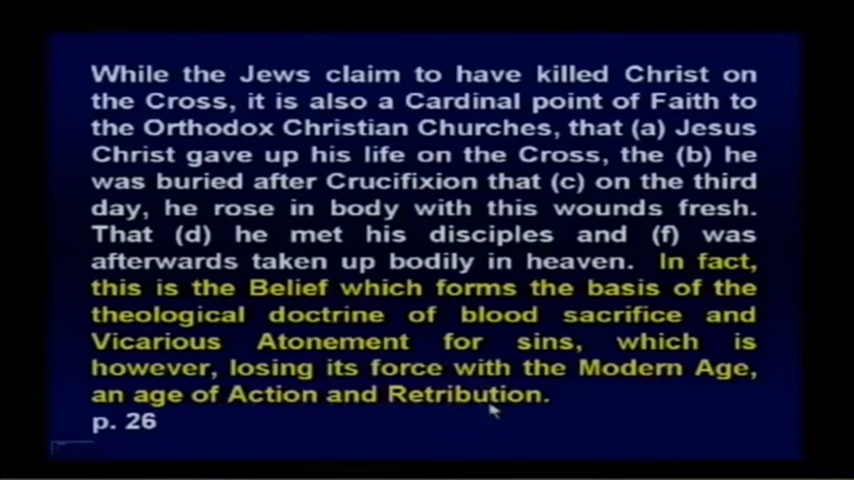 While the Jews claim to have killed Christ on
the Cross, it is also a Cardinal point of Faith to
the Orthodox Christian Churches, that (a) Jesus
Christ gave up his life on the Cross, the (b) he
was buried after Crucifixion that (c) on the third
day, he rose in body with this wounds fresh.
That (d) he met his disciples and (f) was
afterwards taken up bodily in heaven. In fact,
this is the Belief which forms the basis of the
theological doctrine of blood sacrifice and
Vicarious Atonement for sins, which is
however, losing its force with the Modern Age,
an age of Action and Retribution.
p. 26